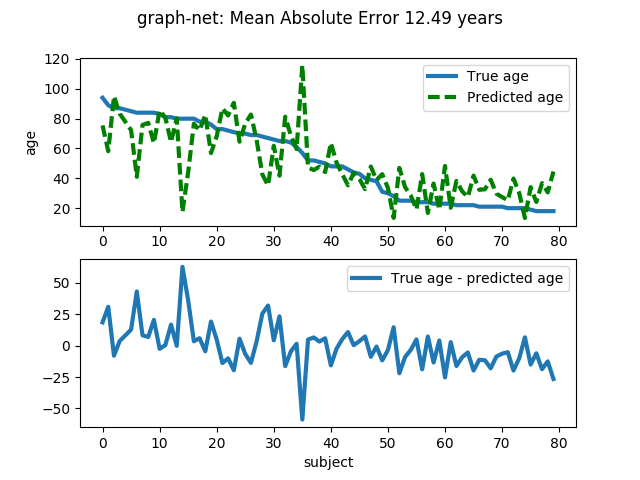 graph-net: Mean Absolute Error 12.49 years
120
100
80
60
40
20
age
True age
Predicted age
0 10 20 30 40 50 60 70 80
50
25
0
−25
−50
True age - predicted age
0 10 20 30 40 50 60 70 80
subject